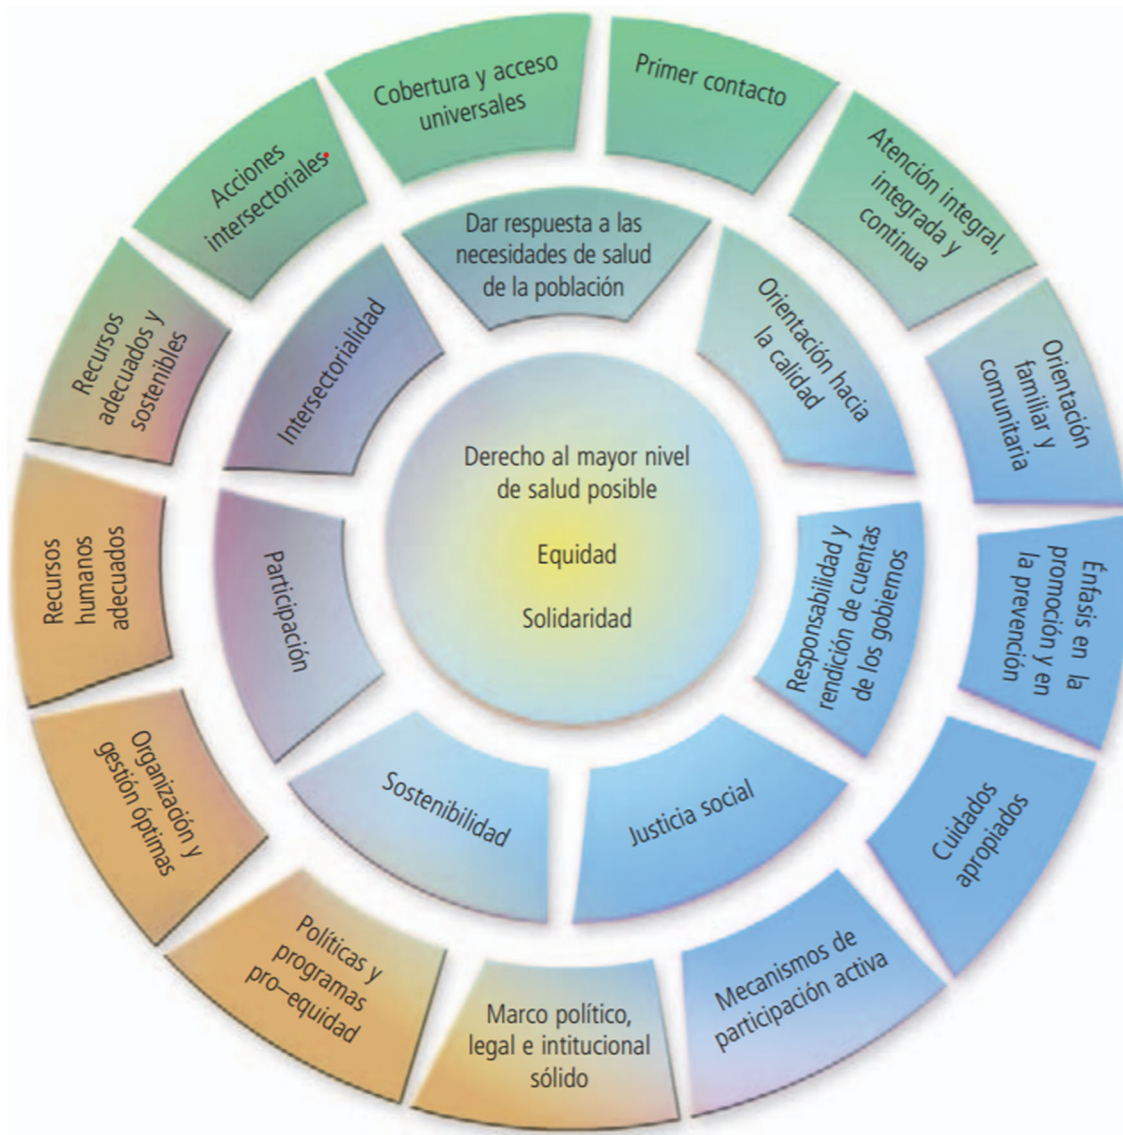 Cobertura y acceso
universales
Primer contacto
Atención integral,
integrada y
continua
Orientación
familiar y
comunitaria
Énfasis en la
promoción y en
la prevención
Cuidados
apropiados
Mecanismos de
participación activa
Marco político,
legal e intitucional
sólido
Políticas y
programas
pro–equidad
Organización y
gestión óptimas
Recursos
humanos
adecuados
Recursos
adecuados y
sostenibles
Acciones
intersectoriales
Dar respuesta a las
necesidades de salud
de la población
Orientación hacia
la calidad
Responsabilidad y
rendición de cuentas
de los gobiernos
Justicia social
Sostenibilidad
Participación
Intersectorialidad
Derecho al mayor nivel
de salud posible
Equidad
Solidaridad